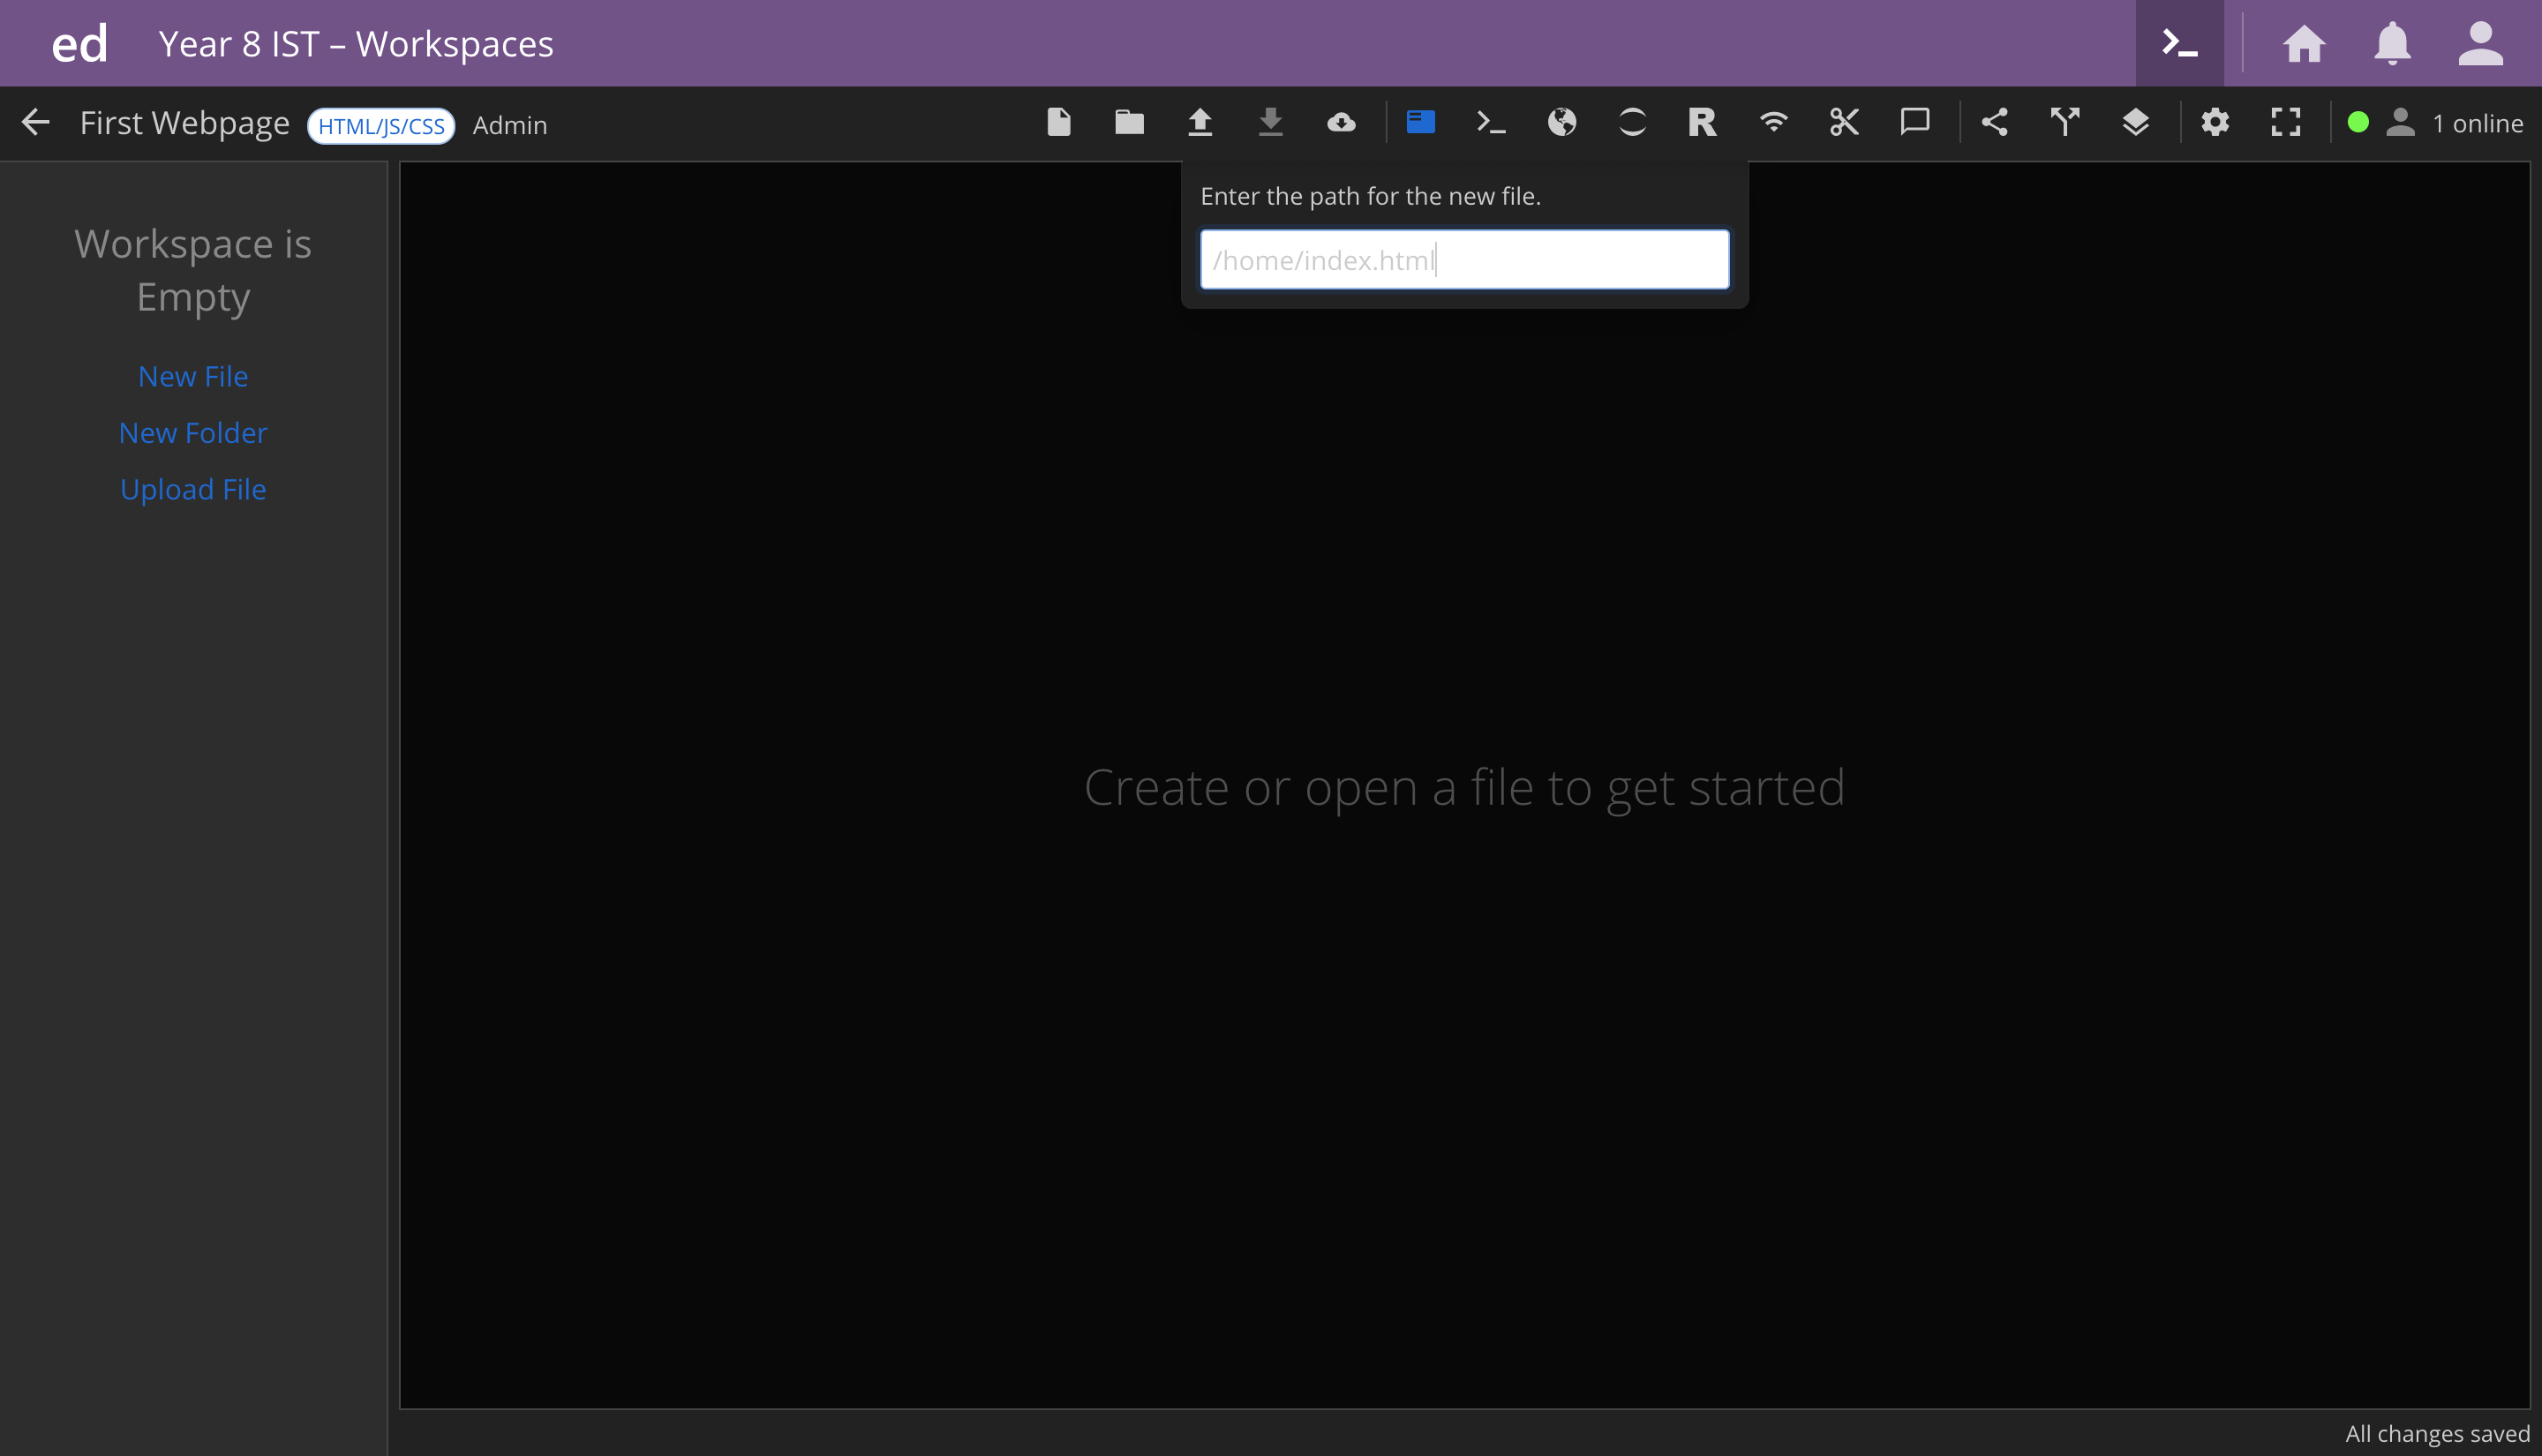 ed Year 8 IST – Workspaces
First Webpage HTML/JS/CSS Admin R 1 online
Enter the path for the new file.
/home/index.html
Workspace is
Empty
New File
New Folder
Upload File
Create or open a file to get started
All changes saved